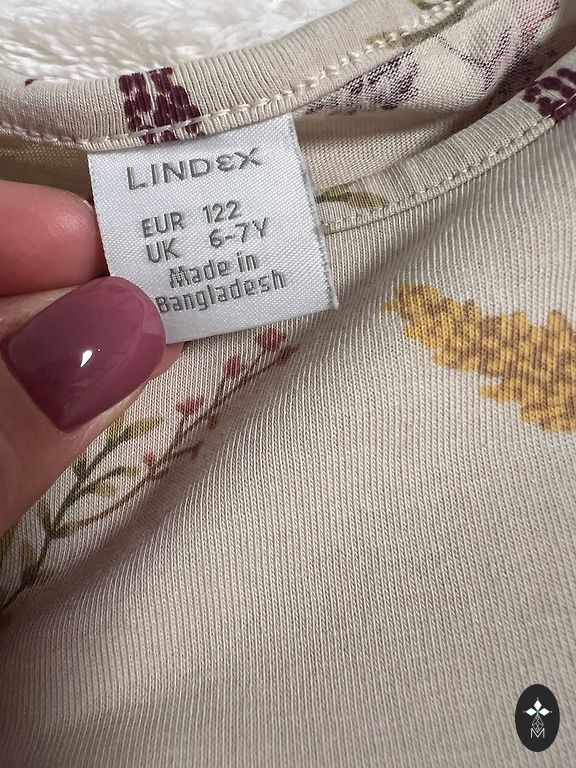 LINDEX
EUR 122
UK 6-7Y
Made in
Bangladesh
M